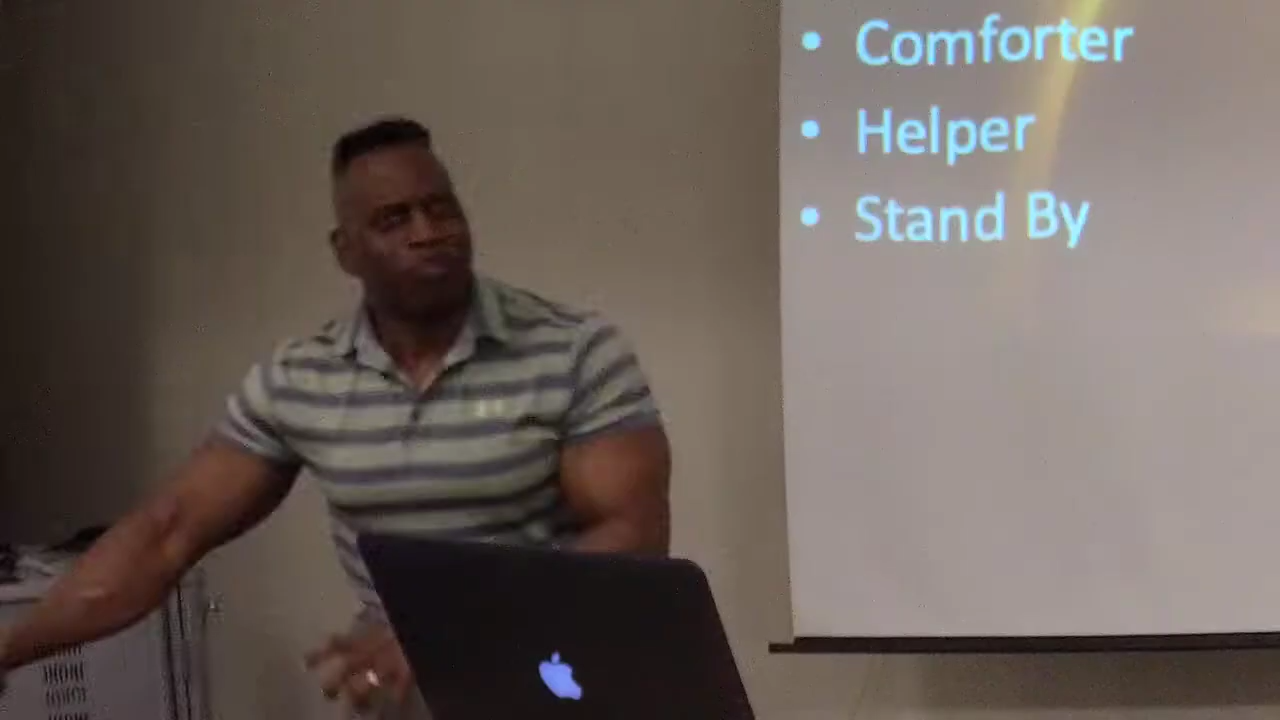 • Comforter
• Helper
• Stand By